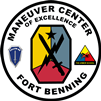 MANEUVER CENTER
OF EXCELLENCE
FORT BENNING